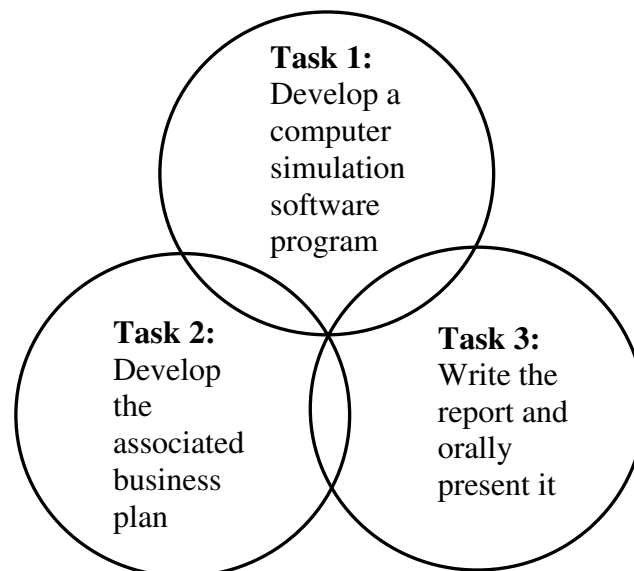 Task 1:
Develop a
computer
simulation
software
program
Task 2:
Develop
the
associated
business
plan
Task 3:
Write the
report and
orally
present it